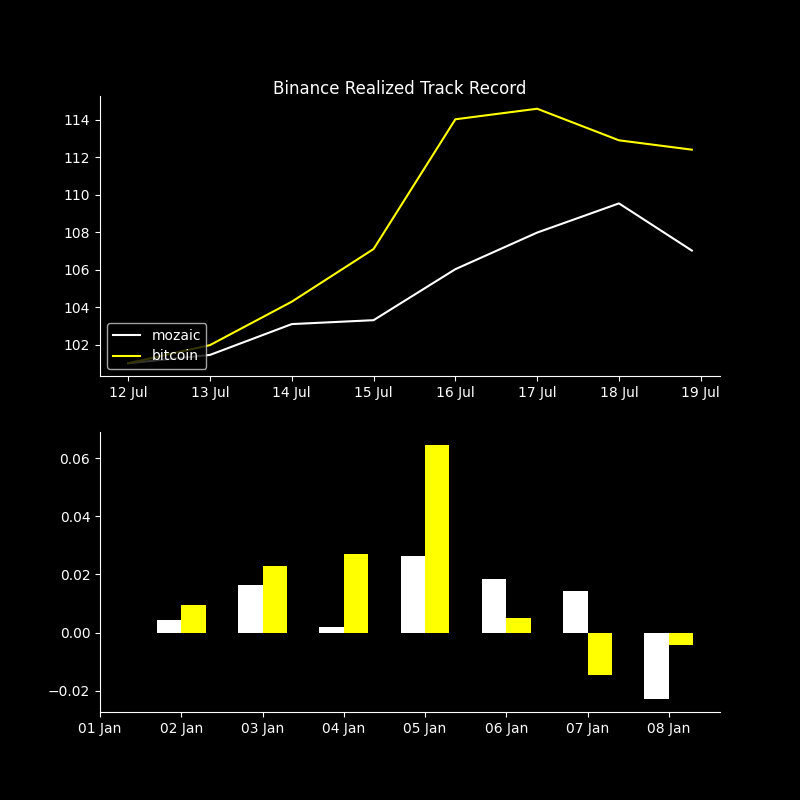 Binance Realized Track Record
114
112
110
108
106
104
102
mozaic
bitcoin
12 Jul 13 Jul 14 Jul 15 Jul 16 Jul 17 Jul 18 Jul 19 Jul
0.06
0.04
0.02
0.00
−0.02
01 Jan 02 Jan 03 Jan 04 Jan 05 Jan 06 Jan 07 Jan 08 Jan